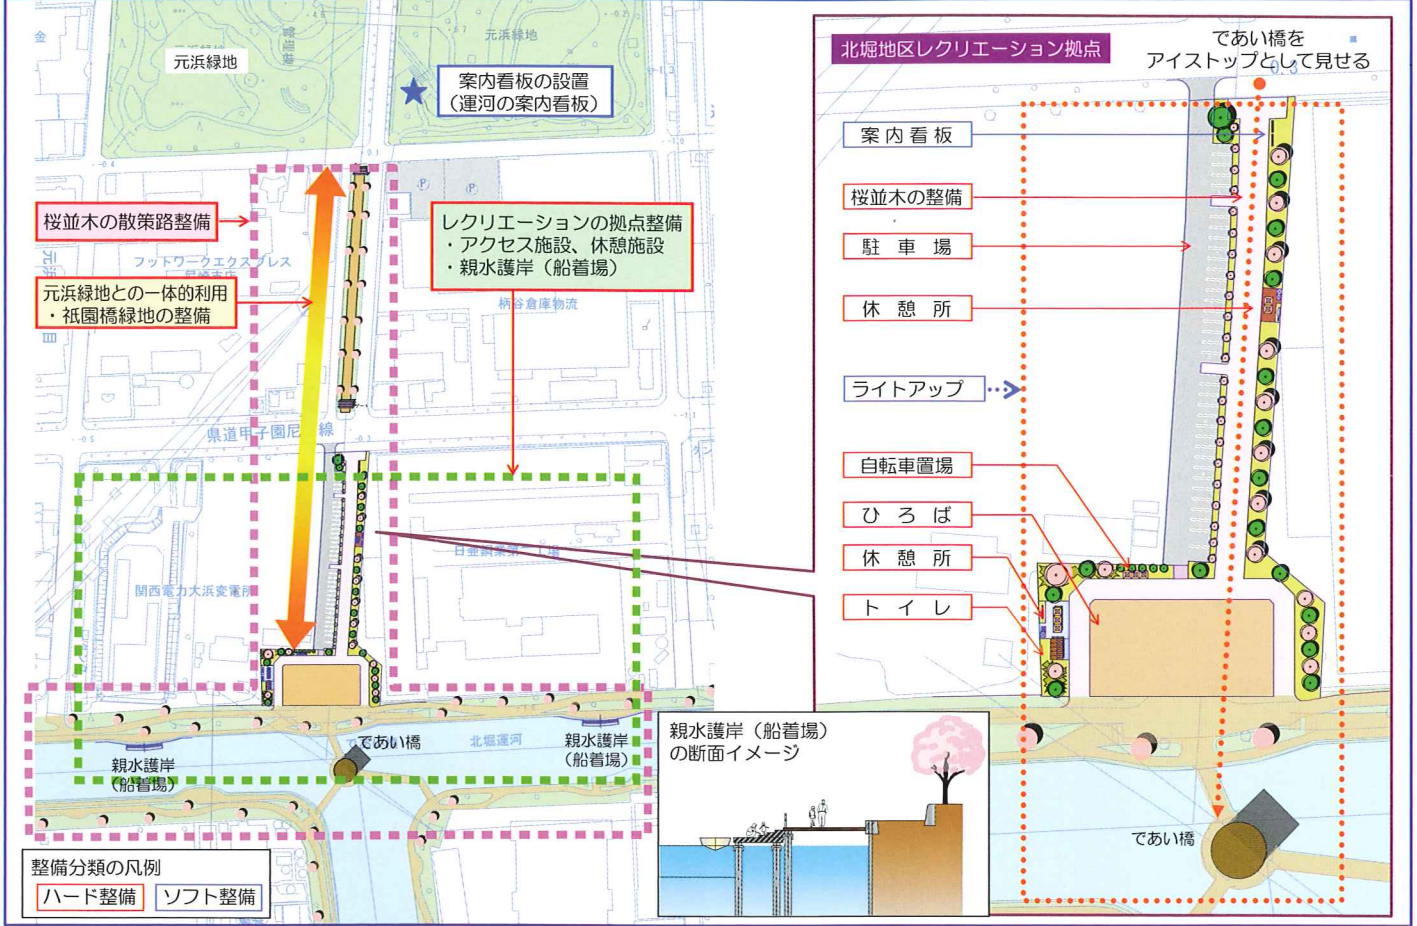 元浜緑地
元浜緑地
管理線
案内看板の設置
（運河の案内看板）
桜並木の散策路整備
レクリエーションの拠点整備
・アクセス施設、休憩施設
・親水護岸（船着場）
フットワークエクスプレス
元浜緑地との一体的利用
・祇園橋緑地の整備
柄谷倉庫物流
県道甲子園尼崎線
関西電力大浜変電所
であい橋
北堀運河
親水護岸
（船着場）
親水護岸
（船着場）
整備分類の凡例
ハード整備
ソフト整備
親水護岸（船着場）
の断面イメージ
北堀地区レクリエーション拠点
であい橋を
アイストップとして見せる
案内看板
桜並木の整備
駐車場
休憩所
ライトアップ
自転車置場
ひろば
休憩所
トイレ
であい橋